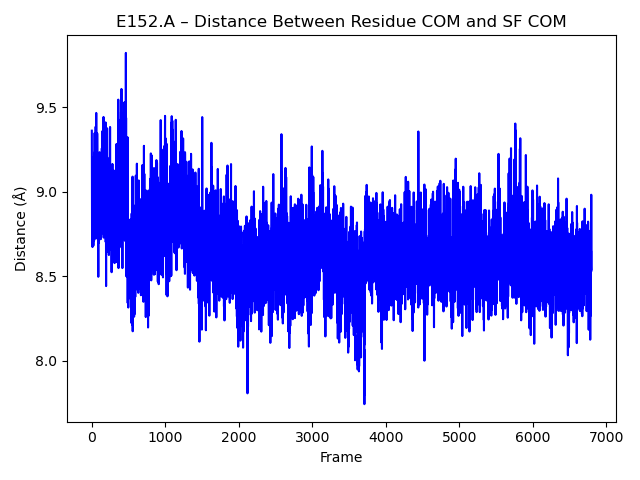 E152.A – Distance Between Residue COM and SF COM
Distance (Å)
9.5
9.0
8.5
8.0
0 1000 2000 3000 4000 5000 6000 7000
Frame